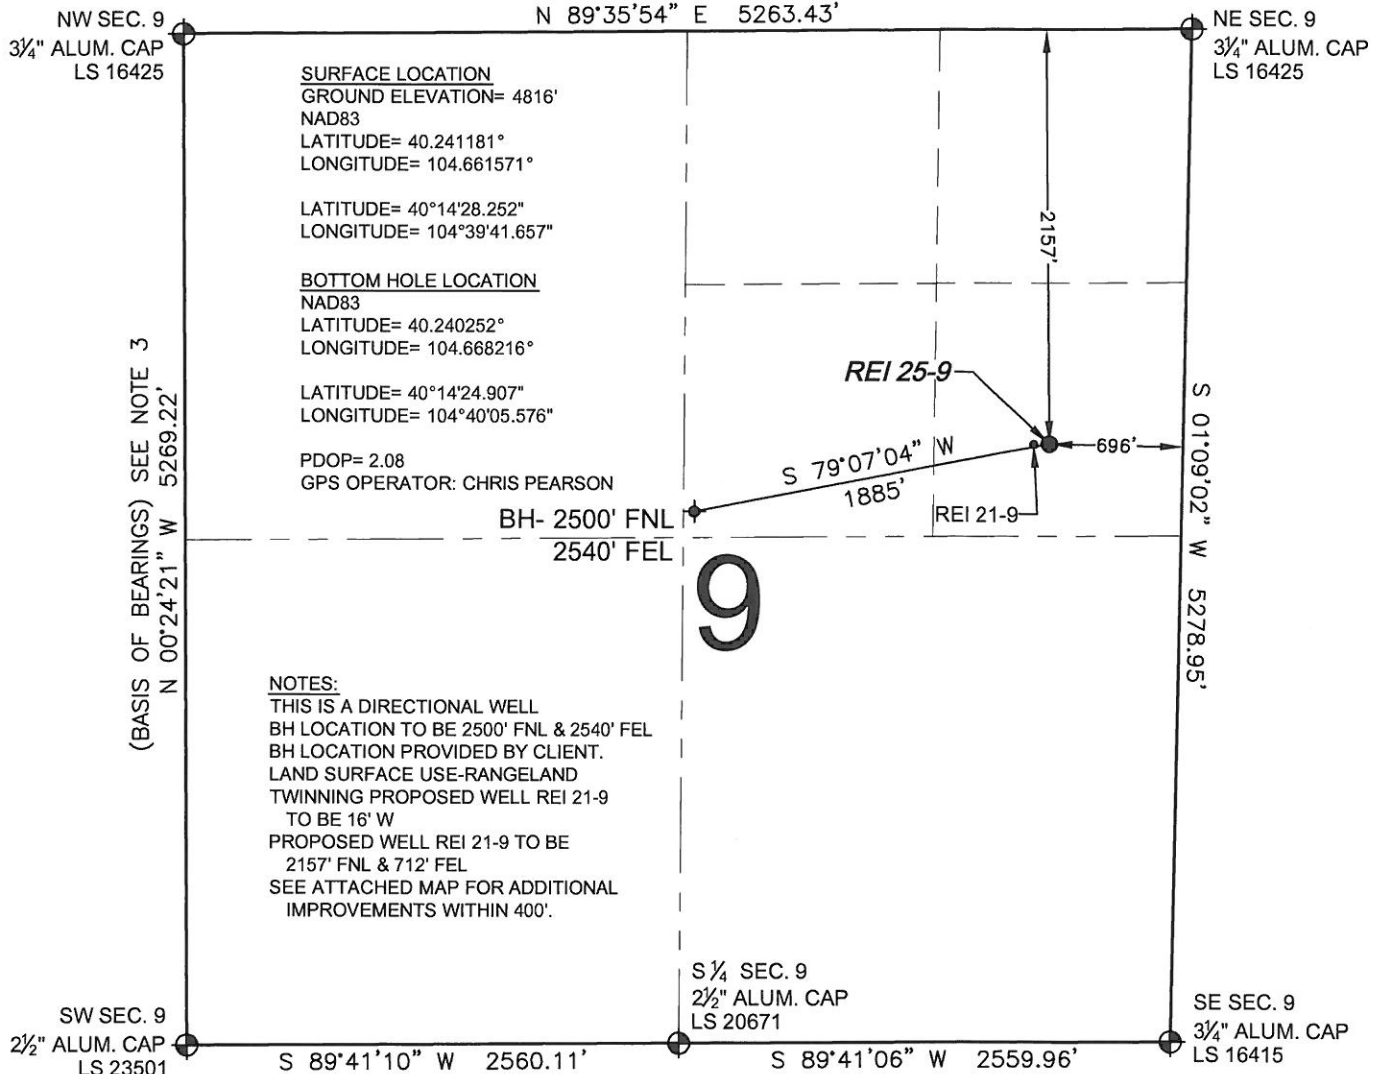 N 89°35'54" E 5263.43'
NW SEC. 9
3¼" ALUM. CAP
LS 16425
NE SEC. 9
3¼" ALUM. CAP
LS 16425
SURFACE LOCATION
GROUND ELEVATION= 4816'
NAD83
LATITUDE= 40.241181°
LONGITUDE= 104.661571°
LATITUDE= 40°14'28.252"
LONGITUDE= 104°39'41.657"
BOTTOM HOLE LOCATION
NAD83
LATITUDE= 40.240252°
LONGITUDE= 104.668216°
LATITUDE= 40°14'24.907"
LONGITUDE= 104°40'05.576"
PDOP= 2.08
GPS OPERATOR: CHRIS PEARSON
2157'
REI 25-9
696'
S 79°07'04" W
1885'
REI 21-9
BH- 2500' FNL
2540' FEL
9
(BASIS OF BEARINGS) SEE NOTE 3
N 00°24'21" W 5269.22'
S 01°09'02" W 5278.95'
NOTES:
THIS IS A DIRECTIONAL WELL
BH LOCATION TO BE 2500' FNL & 2540' FEL
BH LOCATION PROVIDED BY CLIENT.
LAND SURFACE USE-RANGELAND
TWINNING PROPOSED WELL REI 21-9
TO BE 16' W
PROPOSED WELL REI 21-9 TO BE
2157' FNL & 712' FEL
SEE ATTACHED MAP FOR ADDITIONAL
IMPROVEMENTS WITHIN 400'.
SW SEC. 9
2½" ALUM. CAP
LS 23501
S ¼ SEC. 9
2½" ALUM. CAP
LS 20671
SE SEC. 9
3¼" ALUM. CAP
LS 16415
S 89°41'10" W 2560.11'
S 89°41'06" W 2559.96'